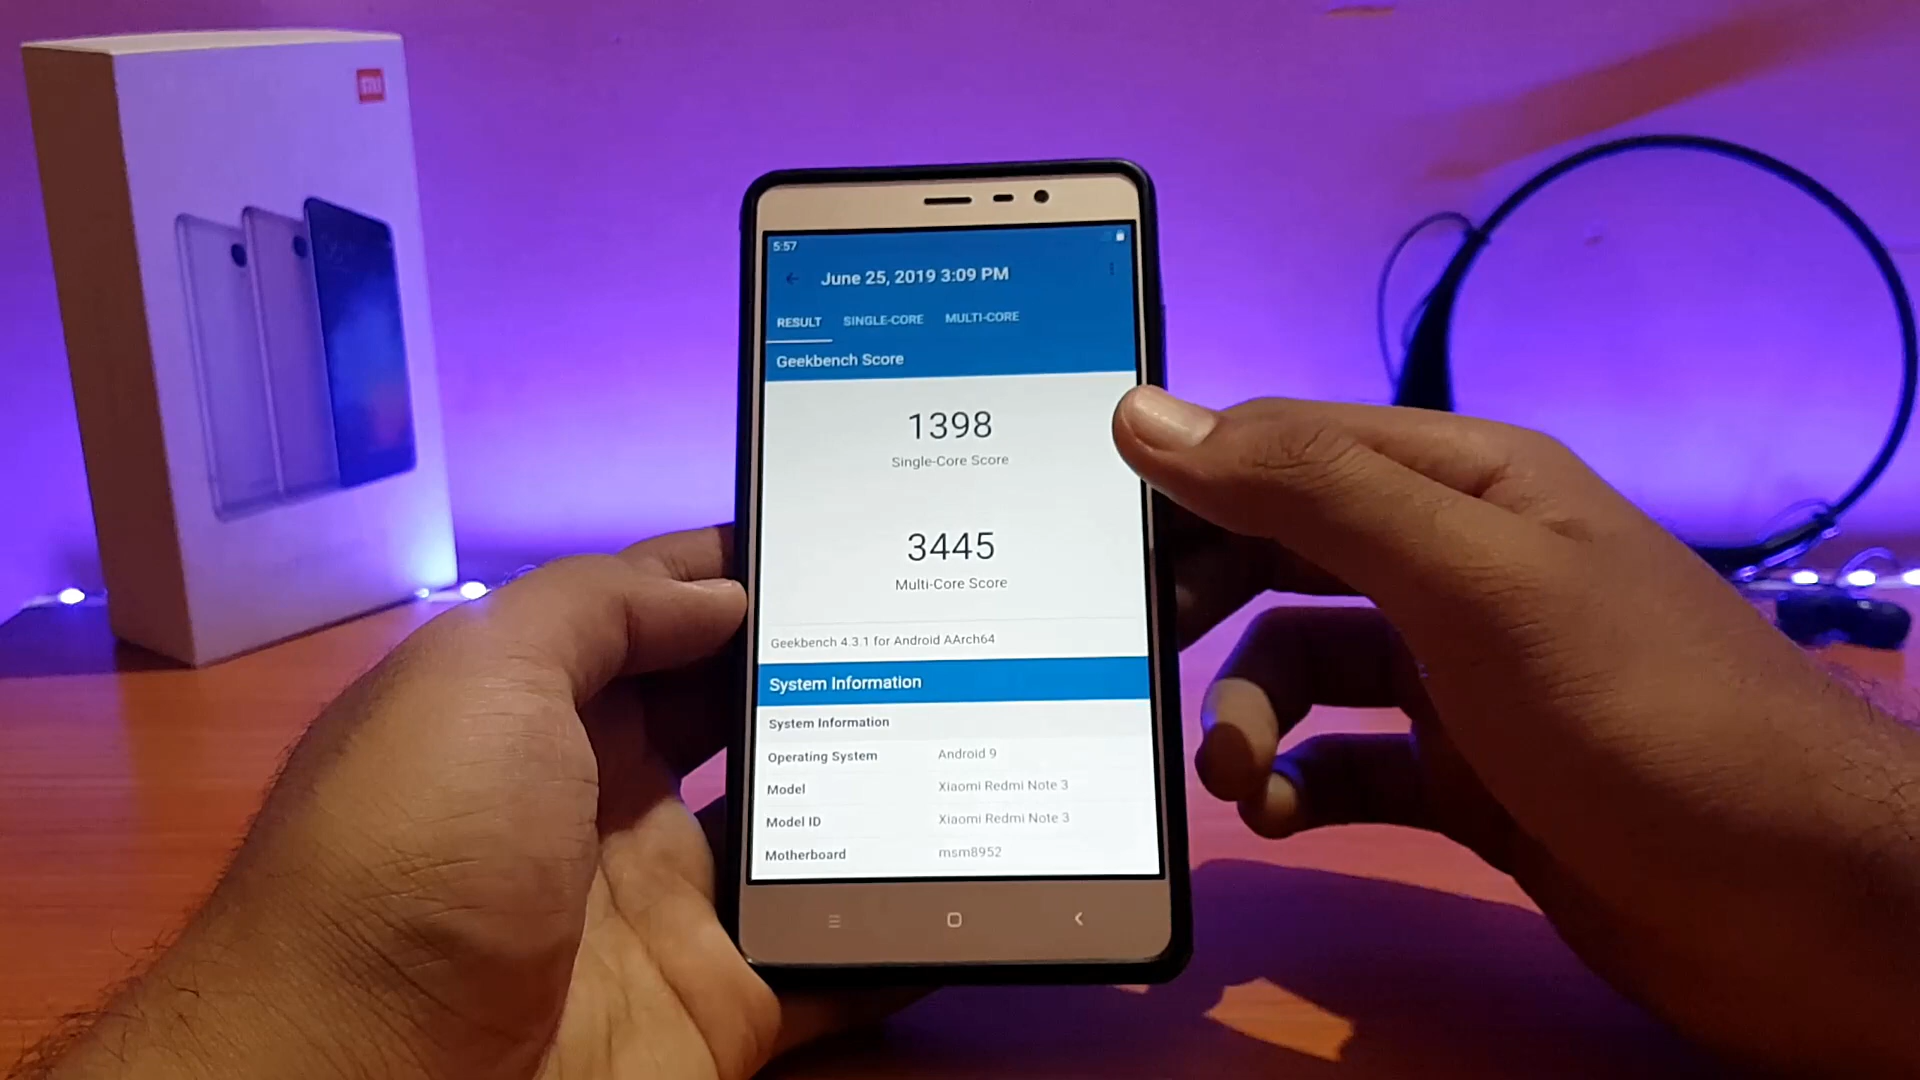 5:57
June 25, 2019 3:09 PM
RESULT SINGLE-CORE MULTI-CORE
Geekbench Score
1398
Single-Core Score
3445
Multi-Core Score
Geekbench 4.3.1 for Android AArch64
System Information
System Information
Operating System Android 9
Model Xiaomi Redmi Note 3
Model ID Xiaomi Redmi Note 3
Motherboard msm8952